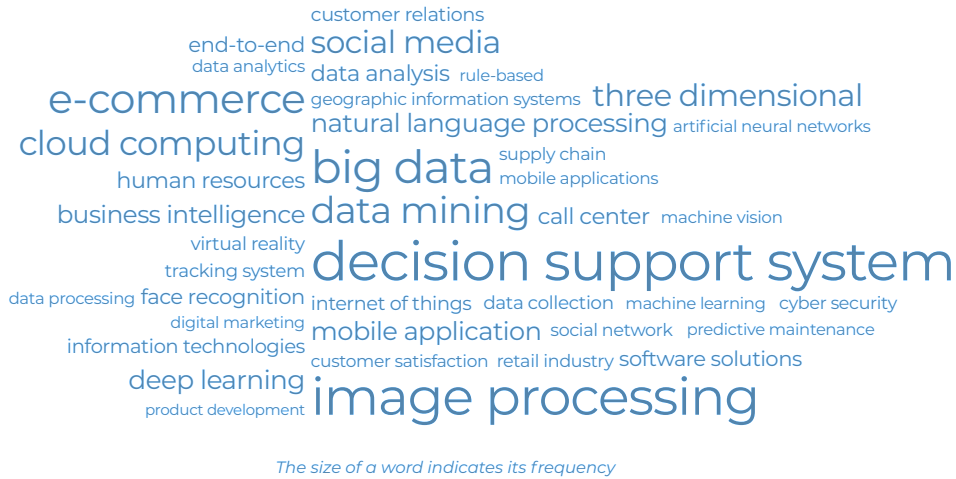 customer relations
end-to-end social media
data analytics
data analysis rule-based
e-commerce geographic information systems three dimensional
natural language processing artificial neural networks
cloud computing
big data supply chain
human resources mobile applications
business intelligence data mining call center machine vision
virtual reality
decision support system
tracking system
data processing face recognition internet of things data collection machine learning cyber security
digital marketing
mobile application social network predictive maintenance
information technologies
customer satisfaction retail industry software solutions
deep learning
image processing
product development
The size of a word indicates its frequency